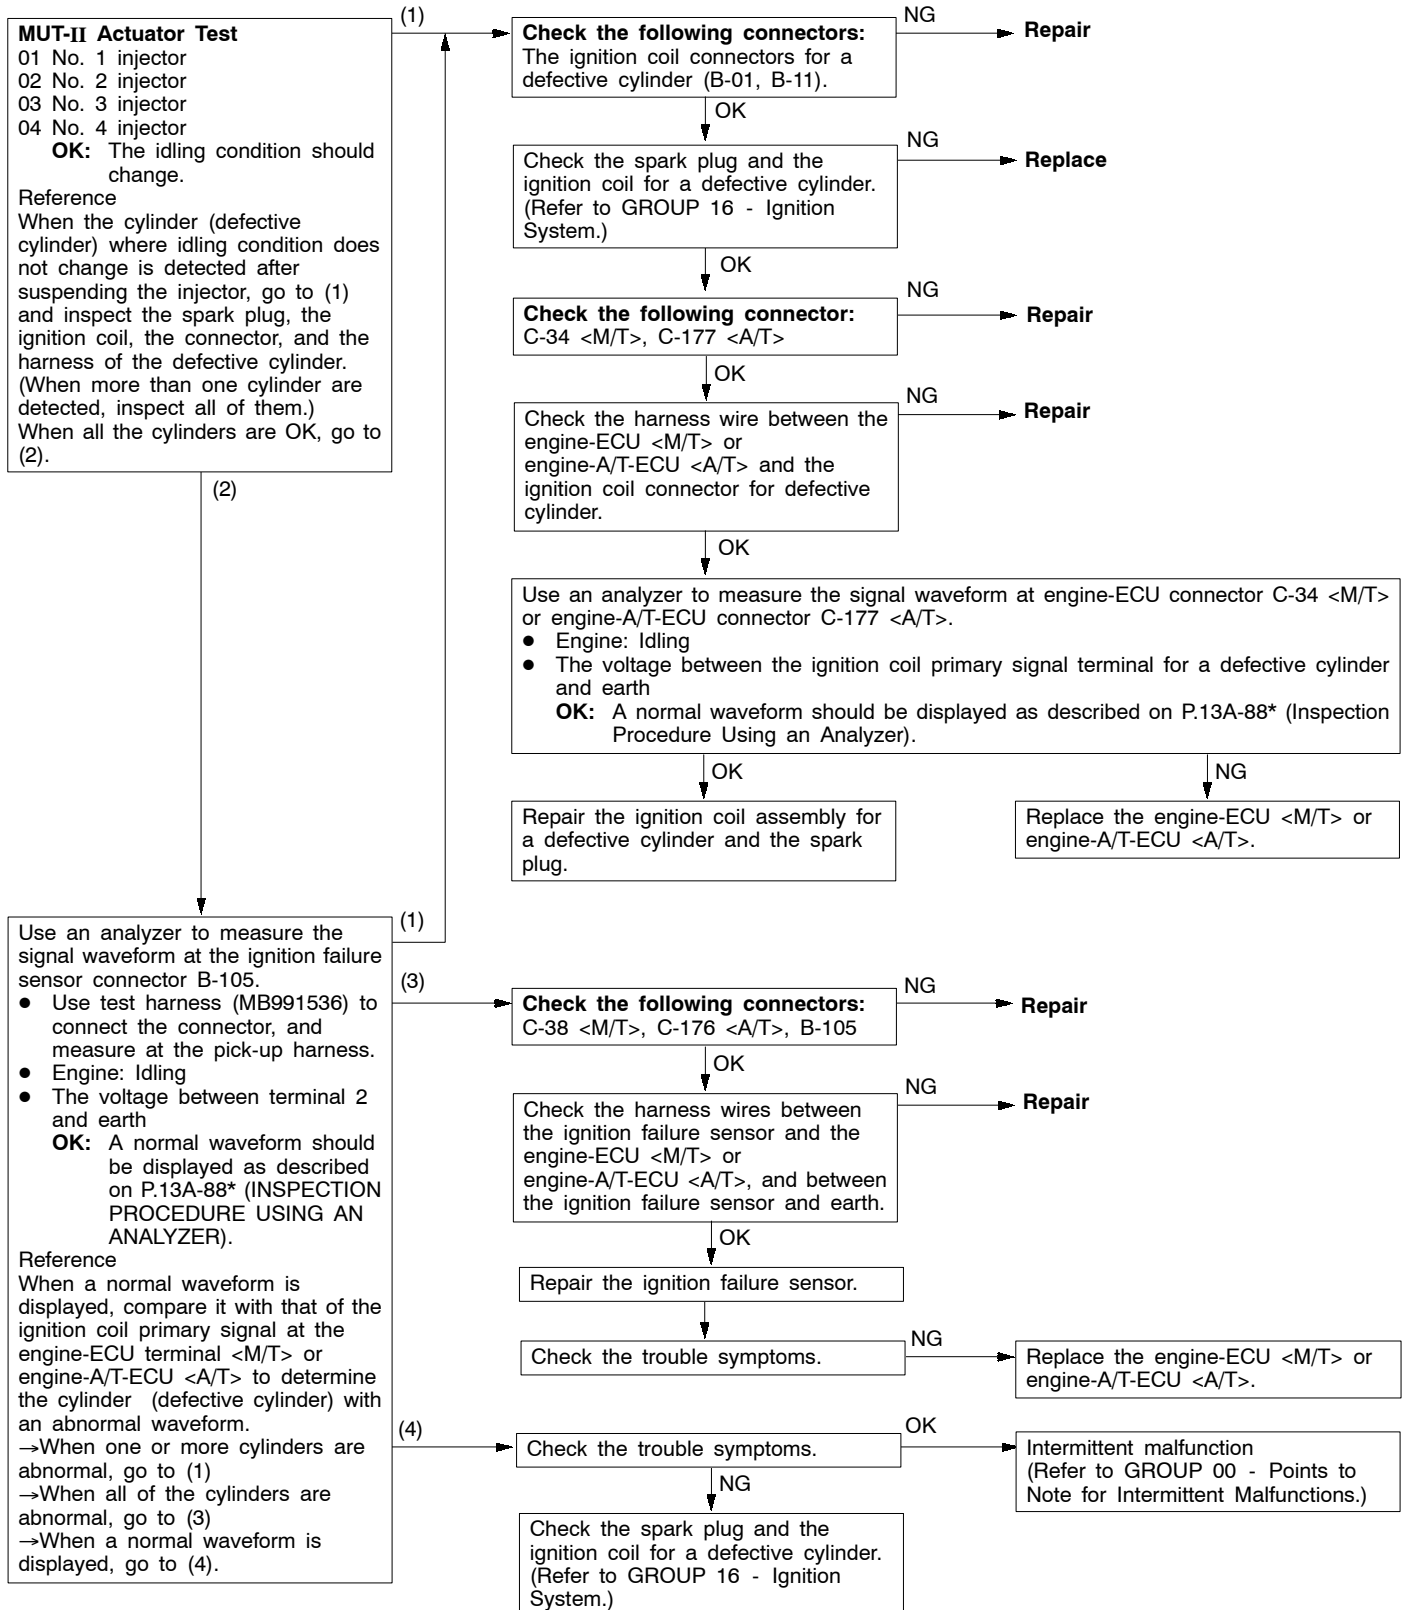 MUT-II Actuator Test
01 No. 1 injector
02 No. 2 injector
03 No. 3 injector
04 No. 4 injector
OK: The idling condition should
change.
Reference
When the cylinder (defective
cylinder) where idling condition does
not change is detected after
suspending the injector, go to (1)
and inspect the spark plug, the
ignition coil, the connector, and the
harness of the defective cylinder.
(When more than one cylinder are
detected, inspect all of them.)
When all the cylinders are OK, go to
(2).
(1)
Check the following connectors:
The ignition coil connectors for a
defective cylinder (B-01, B-11).
NG
Repair
OK
Check the spark plug and the
ignition coil for a defective cylinder.
(Refer to GROUP 16 - Ignition
System.)
NG
Replace
OK
Check the following connector:
C-34 <M/T>, C-177 <A/T>
NG
Repair
OK
Check the harness wire between the
engine-ECU <M/T> or
engine-A/T-ECU <A/T> and the
ignition coil connector for defective
cylinder.
NG
Repair
OK
Use an analyzer to measure the signal waveform at engine-ECU connector C-34 <M/T>
or engine-A/T-ECU connector C-177 <A/T>.
● Engine: Idling
● The voltage between the ignition coil primary signal terminal for a defective cylinder
and earth
OK: A normal waveform should be displayed as described on P.13A-88* (Inspection
Procedure Using an Analyzer).
OK
NG
Repair the ignition coil assembly for
a defective cylinder and the spark
plug.
Replace the engine-ECU <M/T> or
engine-A/T-ECU <A/T>.
(2)
Use an analyzer to measure the
signal waveform at the ignition failure
sensor connector B-105.
● Use test harness (MB991536) to
connect the connector, and
measure at the pick-up harness.
● Engine: Idling
● The voltage between terminal 2
and earth
OK: A normal waveform should
be displayed as described
on P.13A-88* (INSPECTION
PROCEDURE USING AN
ANALYZER).
Reference
When a normal waveform is
displayed, compare it with that of the
ignition coil primary signal at the
engine-ECU terminal <M/T> or
engine-A/T-ECU <A/T> to determine
the cylinder (defective cylinder) with
an abnormal waveform.
→When one or more cylinders are
abnormal, go to (1)
→When all of the cylinders are
abnormal, go to (3)
→When a normal waveform is
displayed, go to (4).
(1)
(3)
Check the following connectors:
C-38 <M/T>, C-176 <A/T>, B-105
NG
Repair
OK
Check the harness wires between
the ignition failure sensor and the
engine-ECU <M/T> or
engine-A/T-ECU <A/T>, and between
the ignition failure sensor and earth.
NG
Repair
OK
Repair the ignition failure sensor.
Check the trouble symptoms.
NG
Replace the engine-ECU <M/T> or
engine-A/T-ECU <A/T>.
(4)
Check the trouble symptoms.
OK
Intermittent malfunction
(Refer to GROUP 00 - Points to
Note for Intermittent Malfunctions.)
NG
Check the spark plug and the
ignition coil for a defective cylinder.
(Refer to GROUP 16 - Ignition
System.)